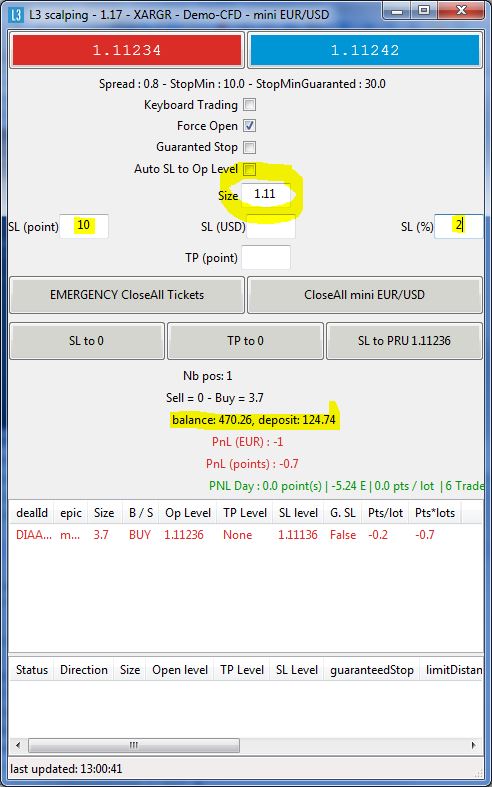 L3 scalping - 1.17 - XARGR - Demo-CFD - mini EUR/USD
1.11234 1.11242
Spread : 0.8 - StopMin : 10.0 - StopMinGuaranted : 30.0
Keyboard Trading
Force Open
Guaranted Stop
Auto SL to Op Level
Size 1.11
SL (point) 10 SL (USD) SL (%) 2
TP (point)
EMERGENCY CloseAll Tickets CloseAll mini EUR/USD
SL to 0 TP to 0 SL to PRU 1.11236
Nb pos: 1
Sell = 0 - Buy = 3.7
balance: 470.26, deposit: 124.74
PnL (EUR) : -1
PnL (points) : -0.7
PNL Day : 0.0 point(s) | -5.24 E | 0.0 pts / lot | 6 Trade
dealId epic Size B / S Op Level TP Level SL level G. SL Pts/lot Pts*lots
DIAA... m... 3.7 BUY 1.11236 None 1.11136 False -0.2 -0.7
Status Direction Size Open level TP Level SL Level guaranteedStop limitDistan
last updated: 13:00:41